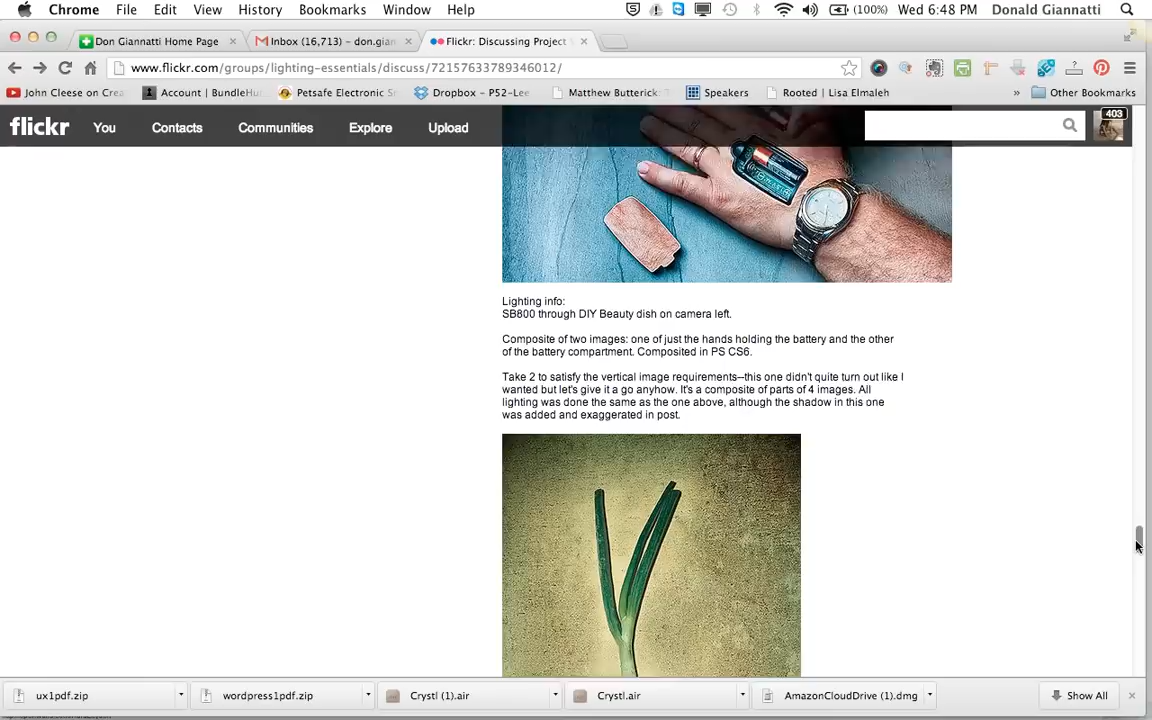 Chrome File Edit View History Bookmarks Window Help (100%) Wed 6:48 PM Donald Giannatti
Don Giannatti Home Page Inbox (16,713) – don.gian Flickr: Discussing Project
www.flickr.com/groups/lighting-essentials/discuss/72157633789346012/
John Cleese on Crea Account | BundleHu Petsafe Electronic S Dropbox – P52-Lee Matthew Butterick: Speakers Rooted | Lisa Elmaleh » Other Bookmarks
flickr You Contacts Communities Explore Upload 403
Lighting info:
SB800 through DIY Beauty dish on camera left.
Composite of two images: one of just the hands holding the battery and the other
of the battery compartment. Composited in PS CS6.
Take 2 to satisfy the vertical image requirements--this one didn't quite turn out like I
wanted but let's give it a go anyhow. It's a composite of parts of 4 images. All
lighting was done the same as the one above, although the shadow in this one
was added and exaggerated in post.
ux1pdf.zip wordpress1pdf.zip Crystl (1).air Crystl.air AmazonCloudDrive (1).dmg Show All